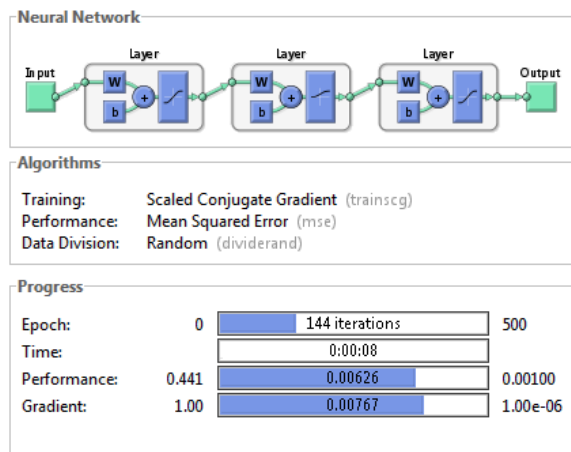 Neural Network
Layer Layer Layer
Input Output
W W W
+ + +
b b b
Algorithms
Training: Scaled Conjugate Gradient (trainscg)
Performance: Mean Squared Error (mse)
Data Division: Random (dividerand)
Progress
Epoch: 0 144 iterations 500
Time: 0:00:08
Performance: 0.441 0.00626 0.00100
Gradient: 1.00 0.00767 1.00e-06